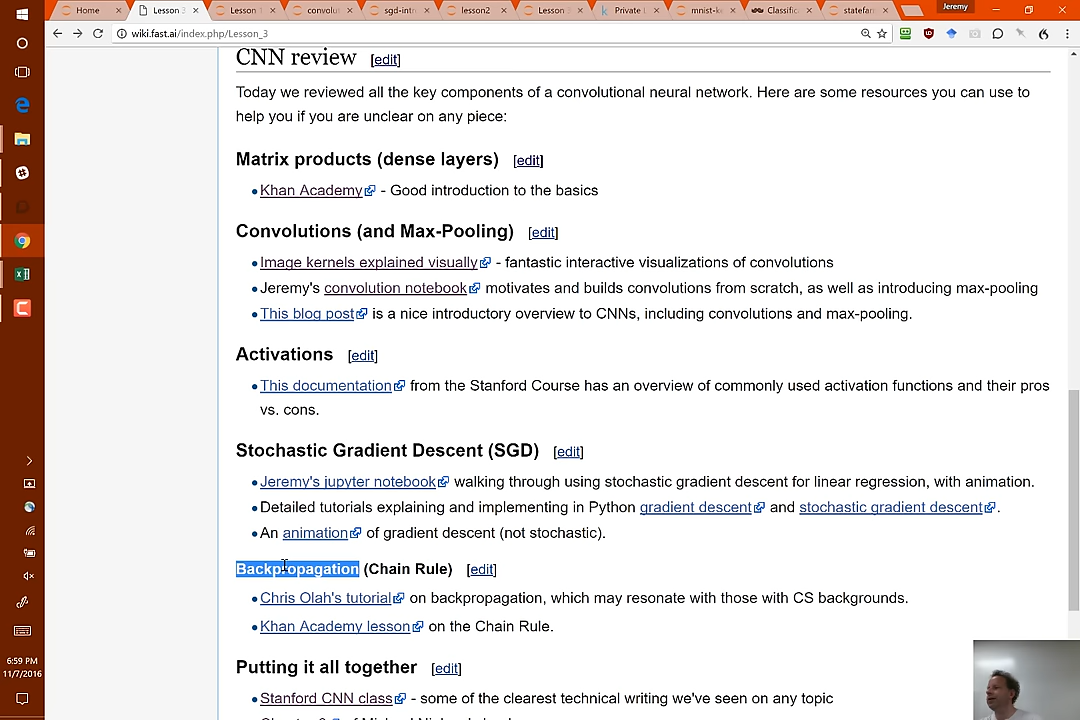 Home
Lesson 3
Lesson 1
convolut
sgd-intro
lesson2
Lesson
Private L
mnist-k
Classific
statefar
Jeremy
wiki.fast.ai/index.php/Lesson_3
CNN review [edit]
Today we reviewed all the key components of a convolutional neural network. Here are some resources you can use to
help you if you are unclear on any piece:
Matrix products (dense layers) [edit]
•Khan Academy - Good introduction to the basics
Convolutions (and Max-Pooling) [edit]
•Image kernels explained visually - fantastic interactive visualizations of convolutions
•Jeremy's convolution notebook motivates and builds convolutions from scratch, as well as introducing max-pooling
•This blog post is a nice introductory overview to CNNs, including convolutions and max-pooling.
Activations [edit]
•This documentation from the Stanford Course has an overview of commonly used activation functions and their pros
vs. cons.
Stochastic Gradient Descent (SGD) [edit]
•Jeremy's jupyter notebook walking through using stochastic gradient descent for linear regression, with animation.
•Detailed tutorials explaining and implementing in Python gradient descent and stochastic gradient descent.
•An animation of gradient descent (not stochastic).
Backpropagation (Chain Rule) [edit]
•Chris Olah's tutorial on backpropagation, which may resonate with those with CS backgrounds.
•Khan Academy lesson on the Chain Rule.
Putting it all together [edit]
•Stanford CNN class - some of the clearest technical writing we've seen on any topic
6:59 PM
11/7/2016